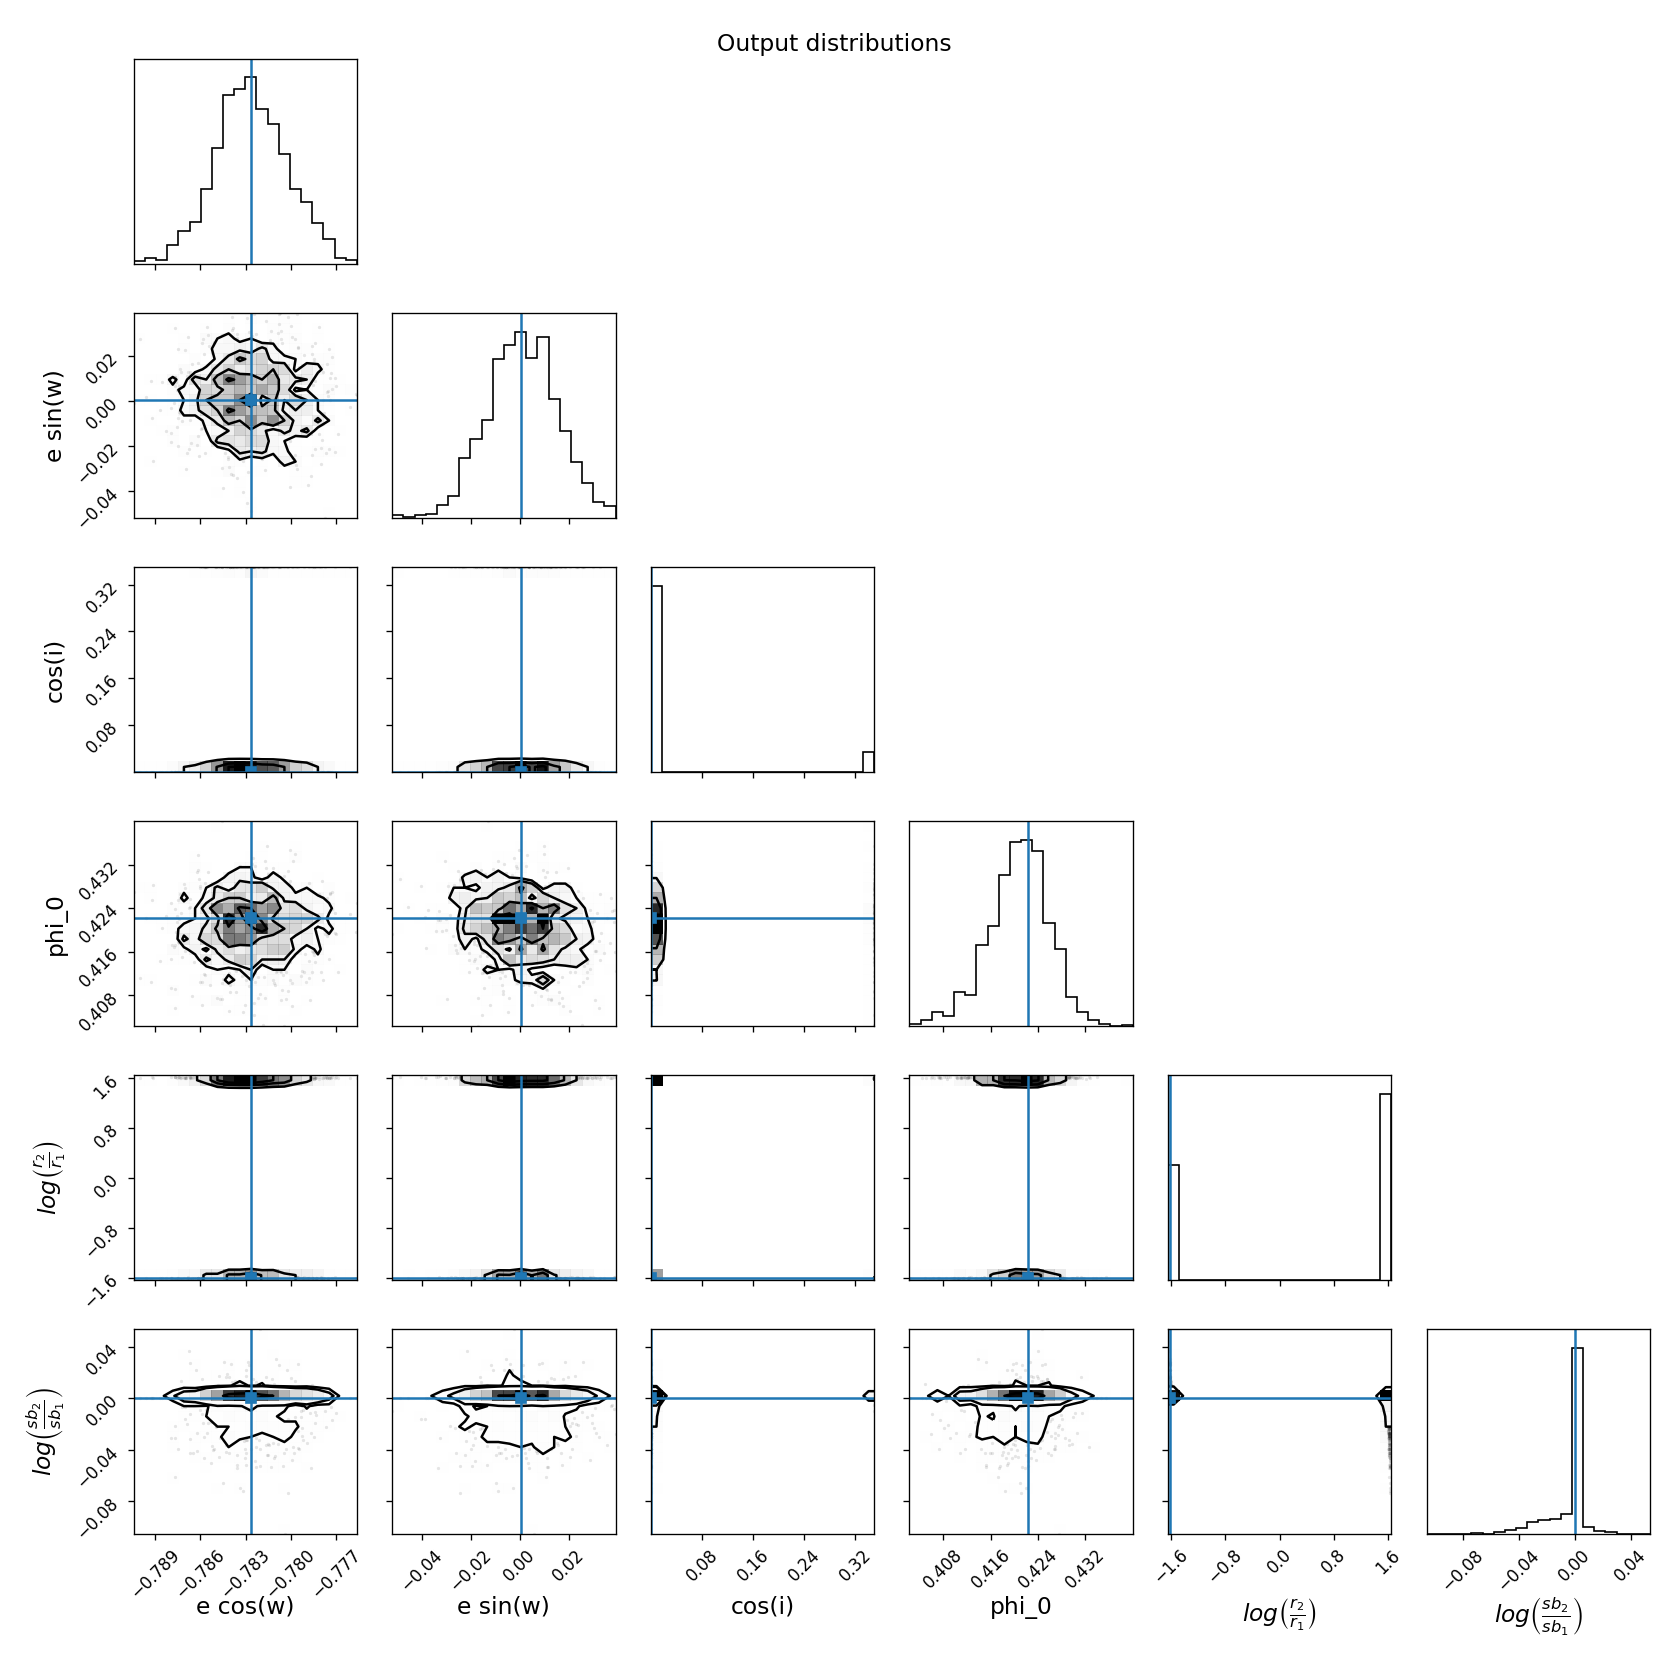 Output distributions
e sin(w)
0.02
0.00
−0.02
−0.04
cos(i)
0.32
0.24
0.16
0.08
phi_0
0.432
0.424
0.416
0.408
log(r2/r1)
1.6
0.8
0.0
−0.8
−1.6
log(sb2/sb1)
0.04
0.00
−0.04
−0.08
−0.789 −0.786 −0.783 −0.780 −0.777 −0.04 −0.02 0.00 0.02 0.08 0.16 0.24 0.32 0.408 0.416 0.424 0.432 −1.6 −0.8 0.0 0.8 1.6 −0.08 −0.04 0.00 0.04
e cos(w) e sin(w) cos(i) phi_0 log(r2/r1) log(sb2/sb1)